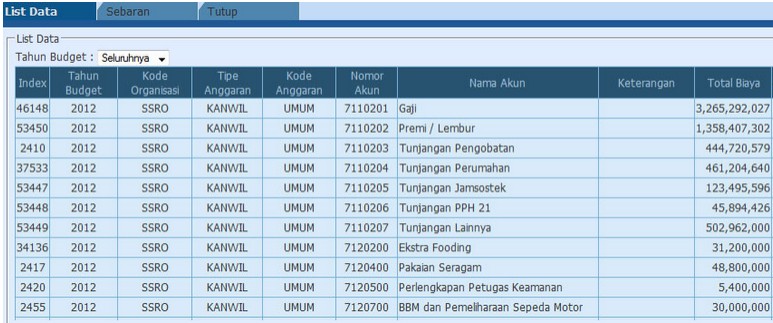 List Data Sebaran Tutup
List Data
Tahun Budget : Seluruhnya
Index Tahun Budget Kode Organisasi Tipe Anggaran Kode Anggaran Nomor Akun Nama Akun Keterangan Total Biaya
46148 2012 SSRO KANWIL UMUM 7110201 Gaji 3,265,292,027
53450 2012 SSRO KANWIL UMUM 7110202 Premi / Lembur 1,358,407,302
2410 2012 SSRO KANWIL UMUM 7110203 Tunjangan Pengobatan 444,720,579
37533 2012 SSRO KANWIL UMUM 7110204 Tunjangan Perumahan 461,204,640
53447 2012 SSRO KANWIL UMUM 7110205 Tunjangan Jamsostek 123,495,596
53448 2012 SSRO KANWIL UMUM 7110206 Tunjangan PPH 21 45,894,426
53449 2012 SSRO KANWIL UMUM 7110207 Tunjangan Lainnya 502,962,000
34136 2012 SSRO KANWIL UMUM 7120200 Ekstra Fooding 31,200,000
2417 2012 SSRO KANWIL UMUM 7120400 Pakaian Seragam 48,800,000
2420 2012 SSRO KANWIL UMUM 7120500 Perlengkapan Petugas Keamanan 5,400,000
2455 2012 SSRO KANWIL UMUM 7120700 BBM dan Pemeliharaan Sepeda Motor 30,000,000